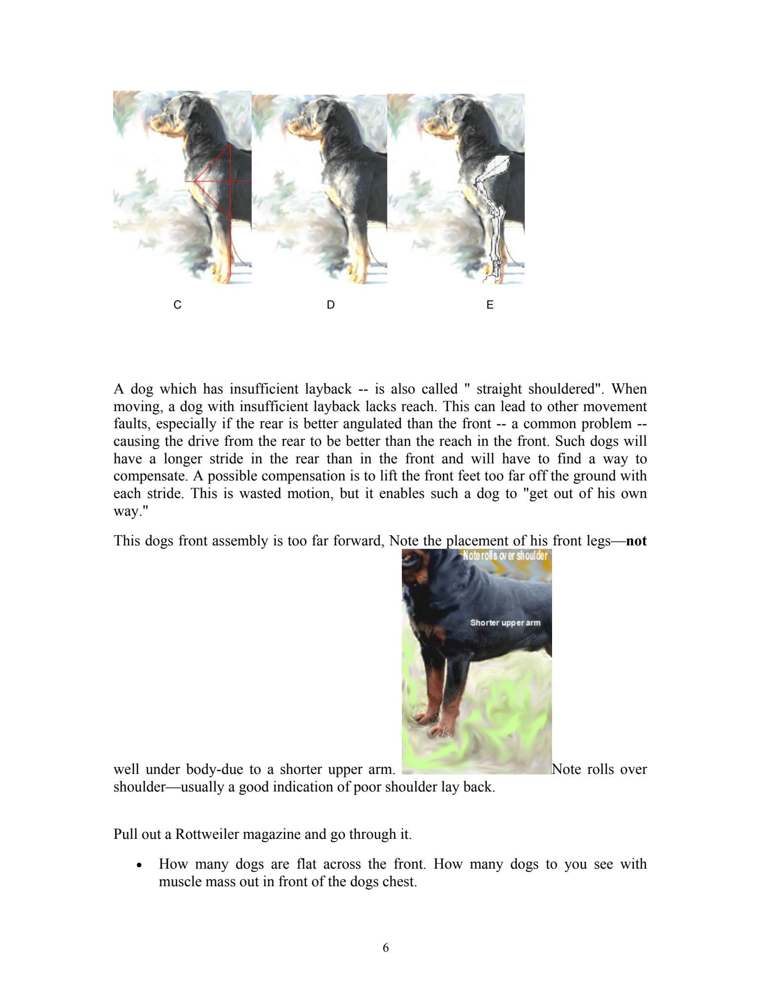 C D E
A dog which has insufficient layback -- is also called " straight shouldered". When
moving, a dog with insufficient layback lacks reach. This can lead to other movement
faults, especially if the rear is better angulated than the front -- a common problem --
causing the drive from the rear to be better than the reach in the front. Such dogs will
have a longer stride in the rear than in the front and will have to find a way to
compensate. A possible compensation is to lift the front feet too far off the ground with
each stride. This is wasted motion, but it enables such a dog to "get out of his own
way."
This dogs front assembly is too far forward, Note the placement of his front legs—not
Note rolls over shoulder
Shorter upper arm
well under body-due to a shorter upper arm. Note rolls over
shoulder—usually a good indication of poor shoulder lay back.
Pull out a Rottweiler magazine and go through it.
• How many dogs are flat across the front. How many dogs to you see with
muscle mass out in front of the dogs chest.
6